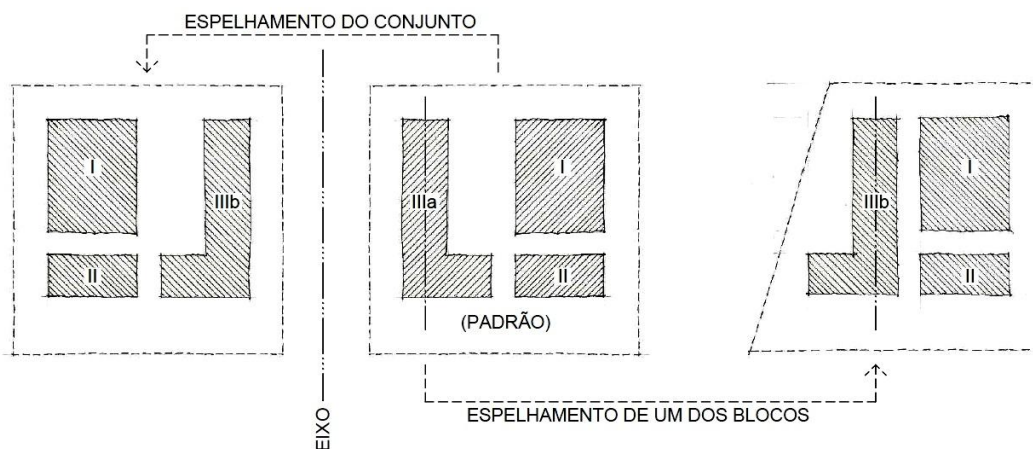 ESPELHAMENTO DO CONJUNTO
I
IIIb
II
IIIa
I
II
(PADRÃO)
IIIb
I
II
EIXO
ESPELHAMENTO DE UM DOS BLOCOS